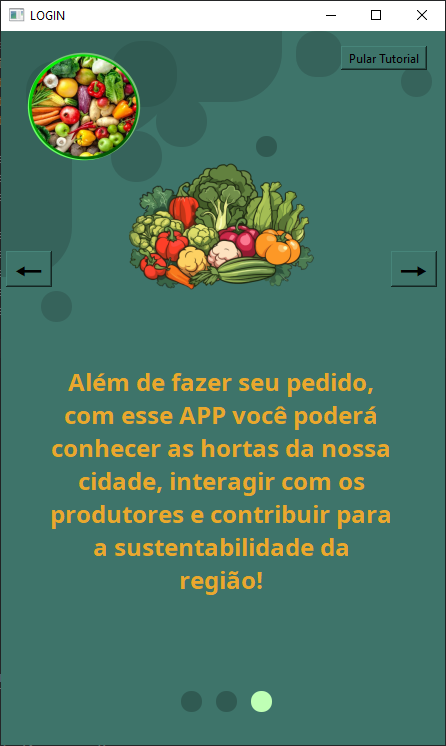 LOGIN
Pular Tutorial
Além de fazer seu pedido,
com esse APP você poderá
conhecer as hortas da nossa
cidade, interagir com os
produtores e contribuir para
a sustentabilidade da
região!